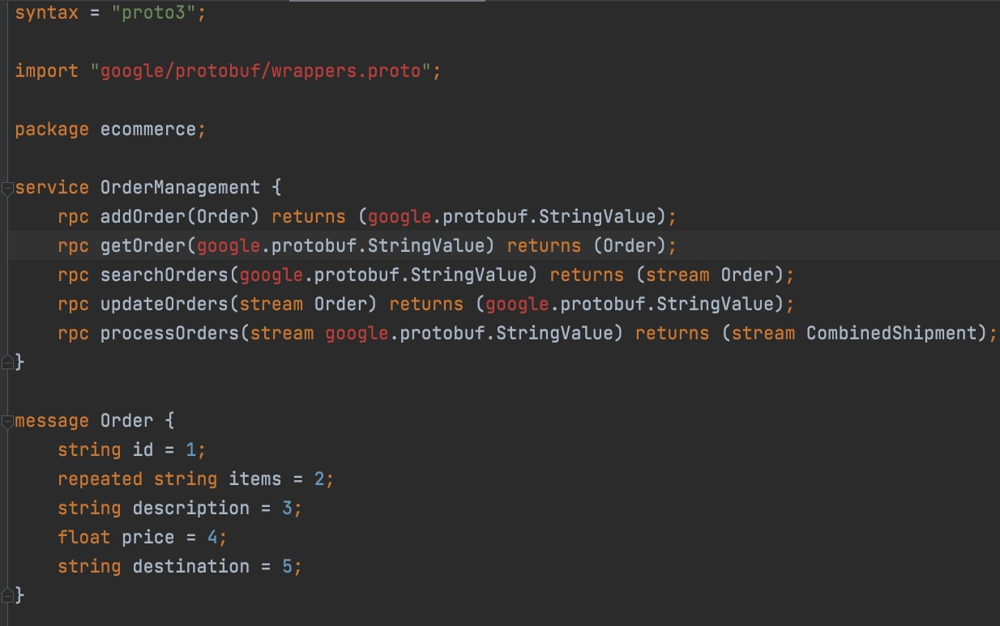 syntax = "proto3";
import "google/protobuf/wrappers.proto";
package ecommerce;
service OrderManagement {
    rpc addOrder(Order) returns (google.protobuf.StringValue);
    rpc getOrder(google.protobuf.StringValue) returns (Order);
    rpc searchOrders(google.protobuf.StringValue) returns (stream Order);
    rpc updateOrders(stream Order) returns (google.protobuf.StringValue);
    rpc processOrders(stream google.protobuf.StringValue) returns (stream CombinedShipment);
}
message Order {
    string id = 1;
    repeated string items = 2;
    string description = 3;
    float price = 4;
    string destination = 5;
}